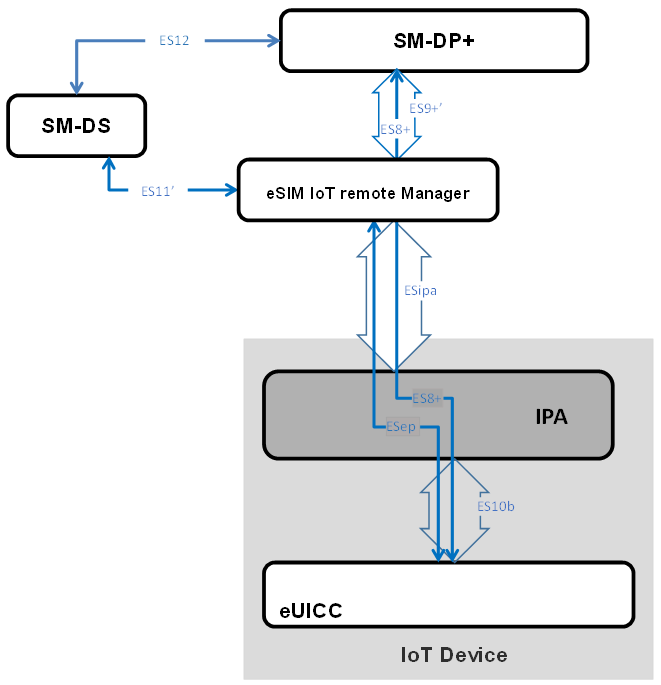 ES12
SM-DP+
SM-DS
ES9+’
ES8+
ES11’
eSIM IoT remote Manager
ESipa
ES8+
IPA
ESep
ES10b
eUICC
IoT Device